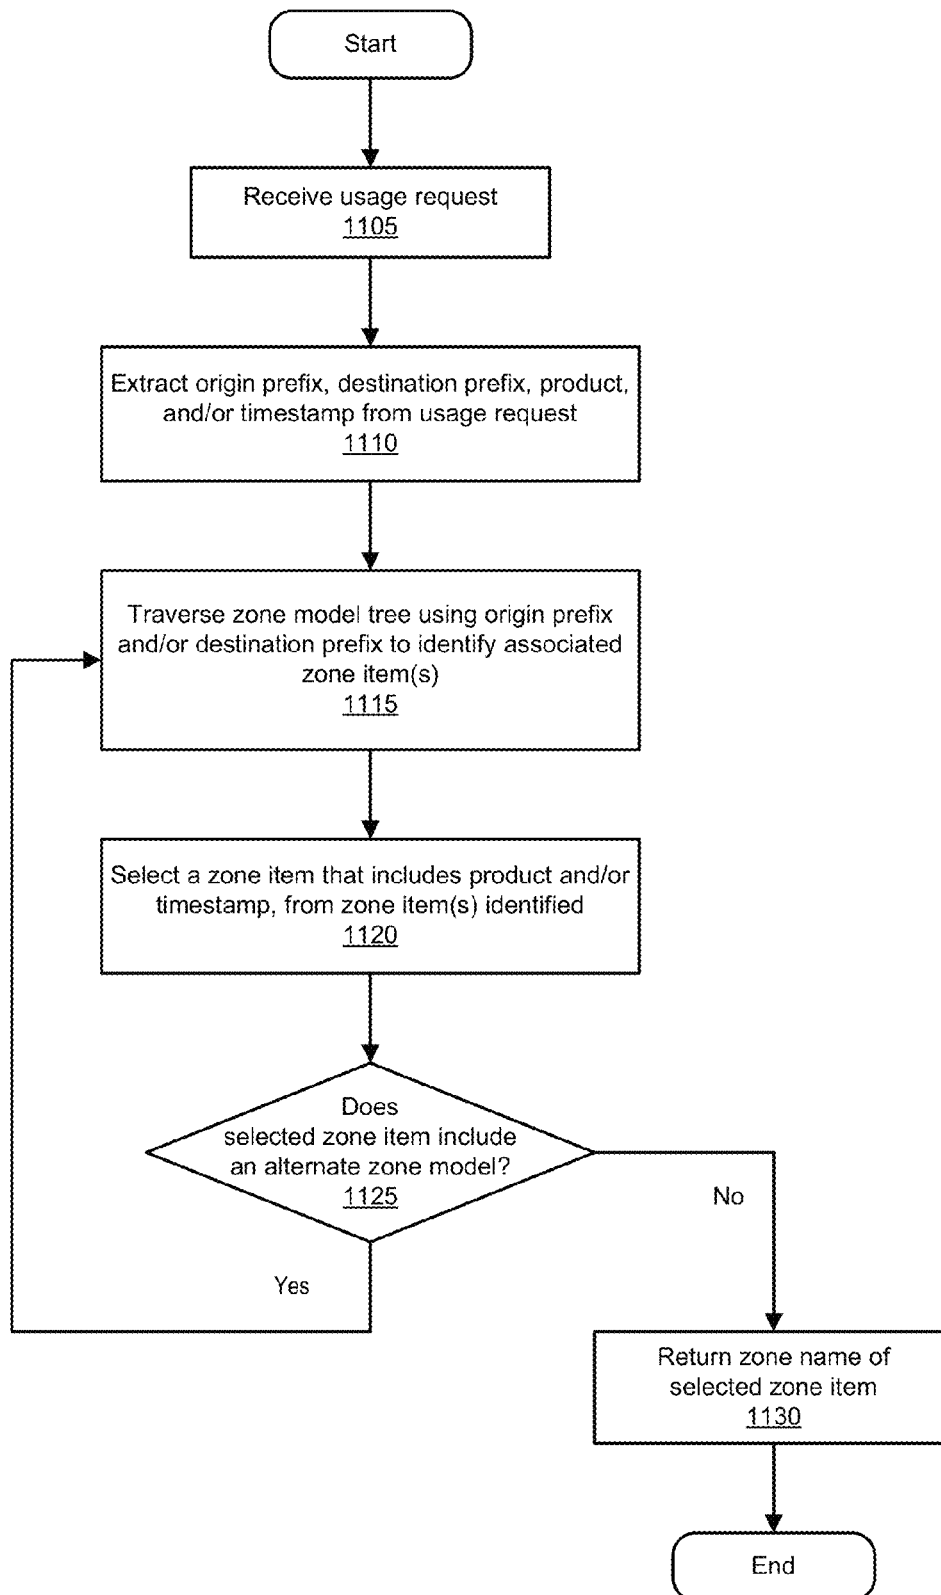 Start
Receive usage request
1105
Extract origin prefix, destination prefix, product,
and/or timestamp from usage request
1110
Traverse zone model tree using origin prefix
and/or destination prefix to identify associated
zone item(s)
1115
Select a zone item that includes product and/or
timestamp, from zone item(s) identified
1120
Does
selected zone item include
an alternate zone model?
1125
No
Yes
Return zone name of
selected zone item
1130
End